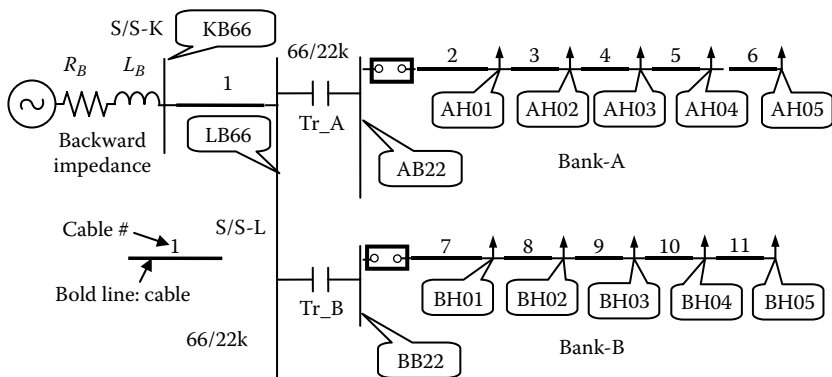 S/S-K
KB66
66/22k
R_B
L_B
1
2
3
4
5
6
AH01
AH02
AH03
AH04
AH05
Tr_A
Backward
impedance
LB66
AB22
Bank-A
Cable #
1
S/S-L
7
8
9
10
11
Bold line: cable
Tr_B
BH01
BH02
BH03
BH04
BH05
66/22k
BB22
Bank-B